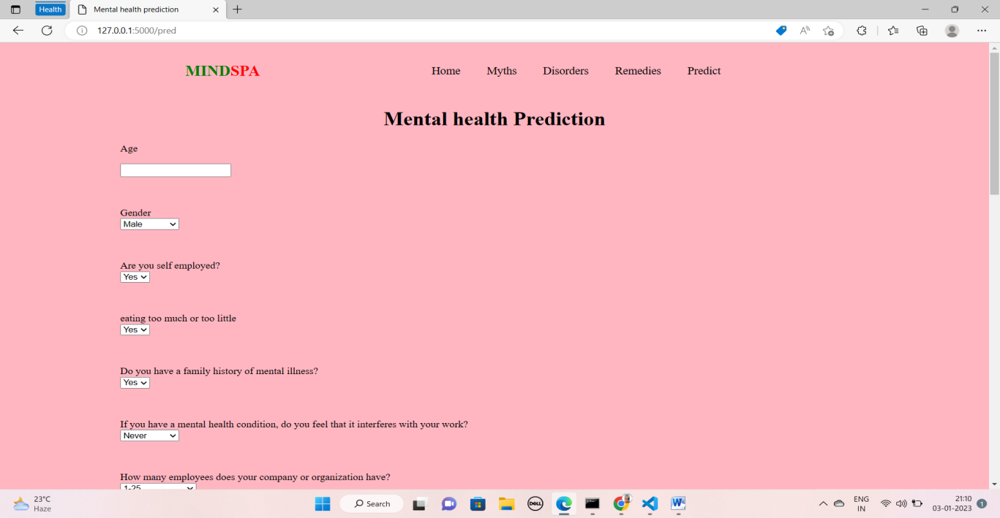 Health
Mental health prediction
127.0.0.1:5000/pred
MINDSPA
Home Myths Disorders Remedies Predict
Mental health Prediction
Age
Gender
Male
Are you self employed?
Yes
eating too much or too little
Yes
Do you have a family history of mental illness?
Yes
If you have a mental health condition, do you feel that it interferes with your work?
Never
How many employees does your company or organization have?
1-25
23°C
Haze
Search
DELL
W
ENG
IN
21:10
03-01-2023
1